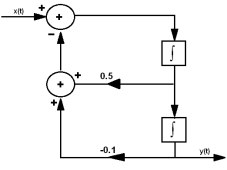 x(t) + +
−
∫
+ + 0.5
+
∫
-0.1 y(t)